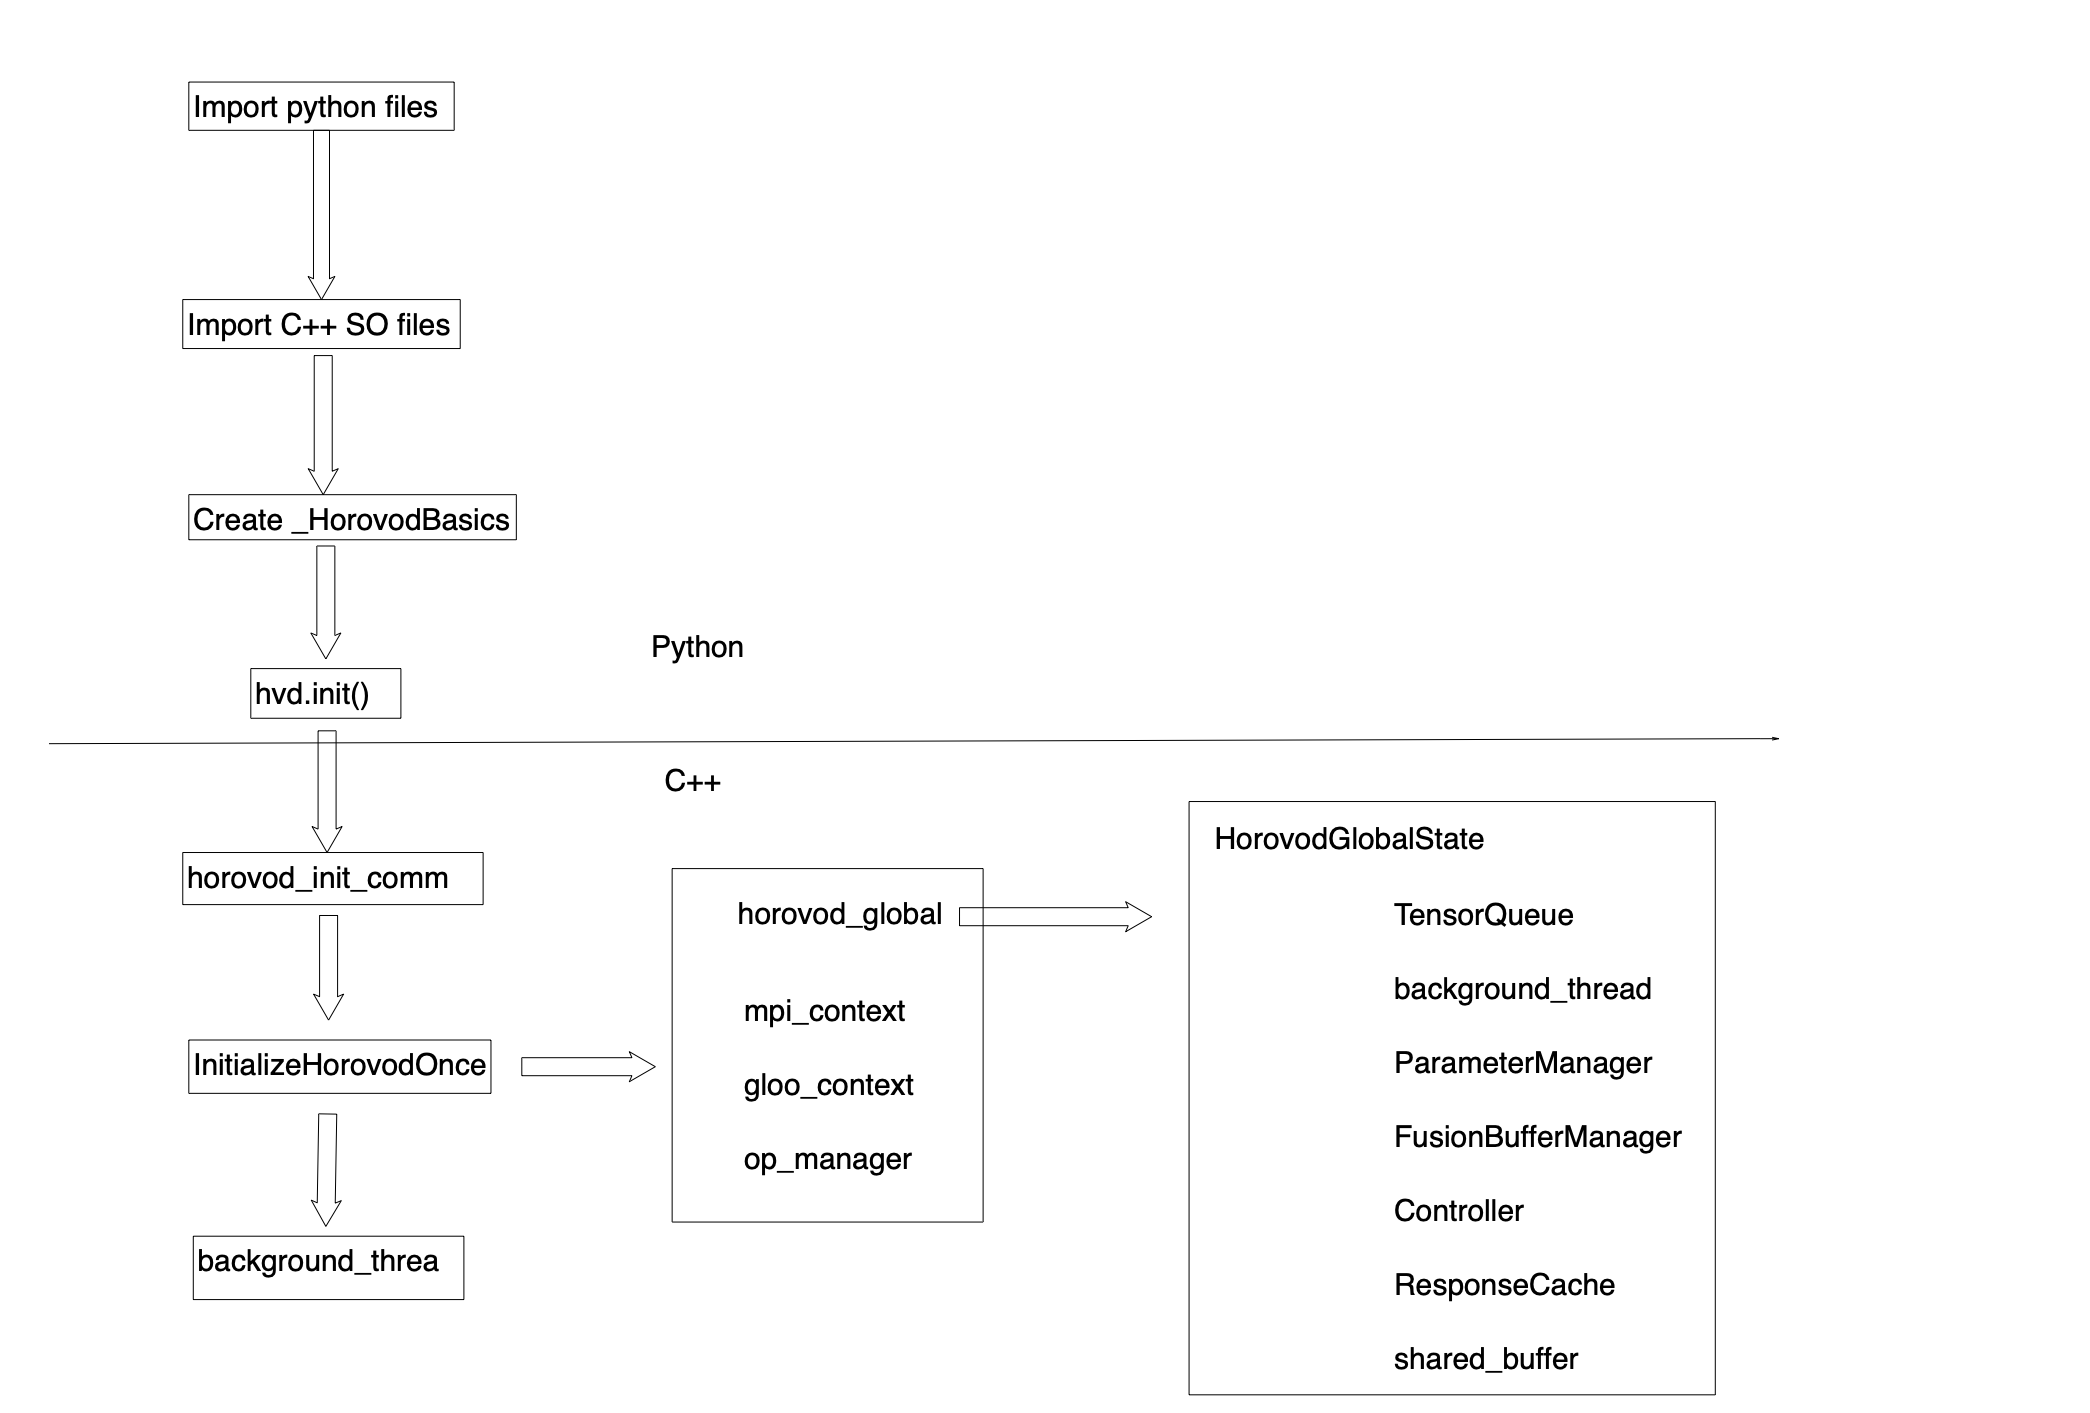 Import python files
Import C++ SO files
Create _HorovodBasics
Python
hvd.init()
C++
horovod_init_comm
InitializeHorovodOnce
background_threa
horovod_global
mpi_context
gloo_context
op_manager
HorovodGlobalState
TensorQueue
background_thread
ParameterManager
FusionBufferManager
Controller
ResponseCache
shared_buffer